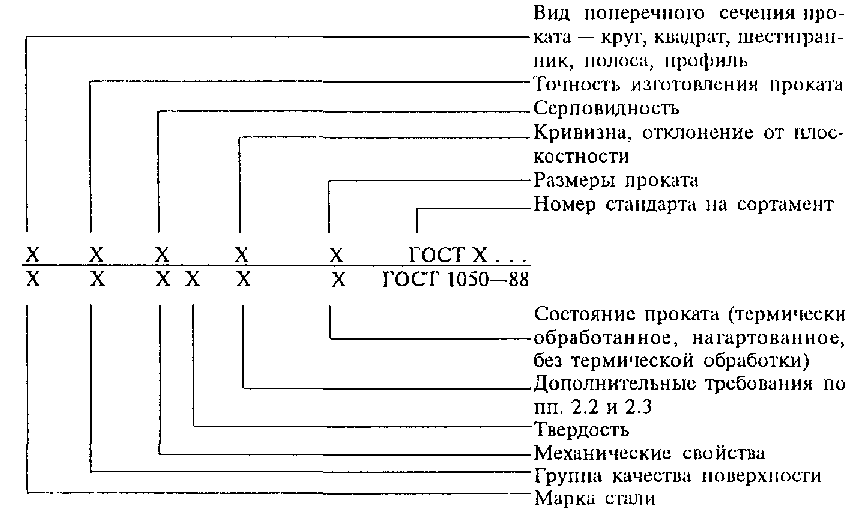 Вид поперечного сечения про-
ката — круг, квадрат, шестигран-
ник, полоса, профиль
Точность изготовления проката
Серповидность
Кривизна, отклонение от плос-
костности
Размеры проката
Номер стандарта на сортамент
X X X X X ГОСТ X . . .
X X X X X X ГОСТ 1050—88
Состояние проката (термически
обработанное, нагартованное,
без термической обработки)
Дополнительные требования по
пп. 2.2 и 2.3
Твердость
Механические свойства
Группа качества поверхности
Марка стали